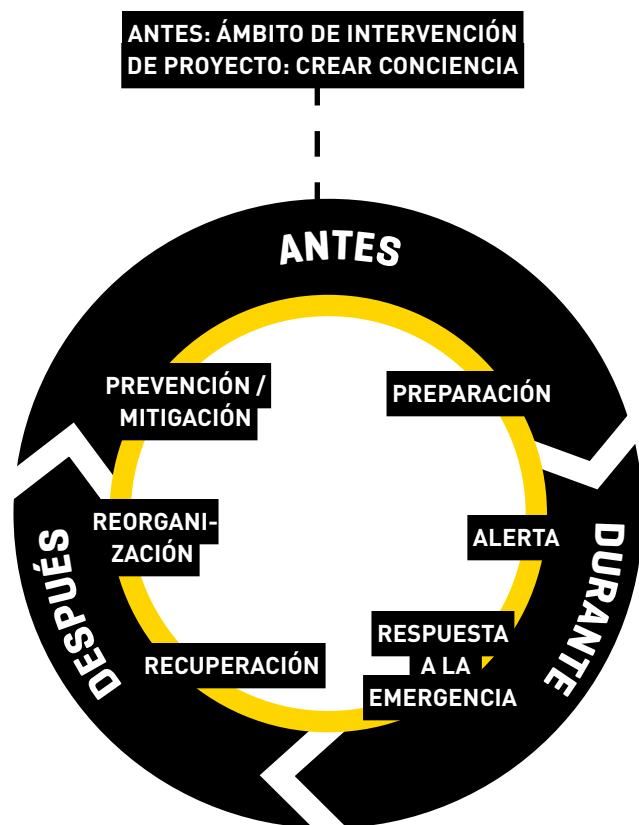 ANTES: ÁMBITO DE INTERVENCIÓN
DE PROYECTO: CREAR CONCIENCIA
ANTES
PREVENCIÓN /
MITIGACIÓN
PREPARACIÓN
REORGANI-
ZACIÓN
ALERTA
DESPUÉS
DURANTE
RECUPERACIÓN
RESPUESTA
A LA
EMERGENCIA